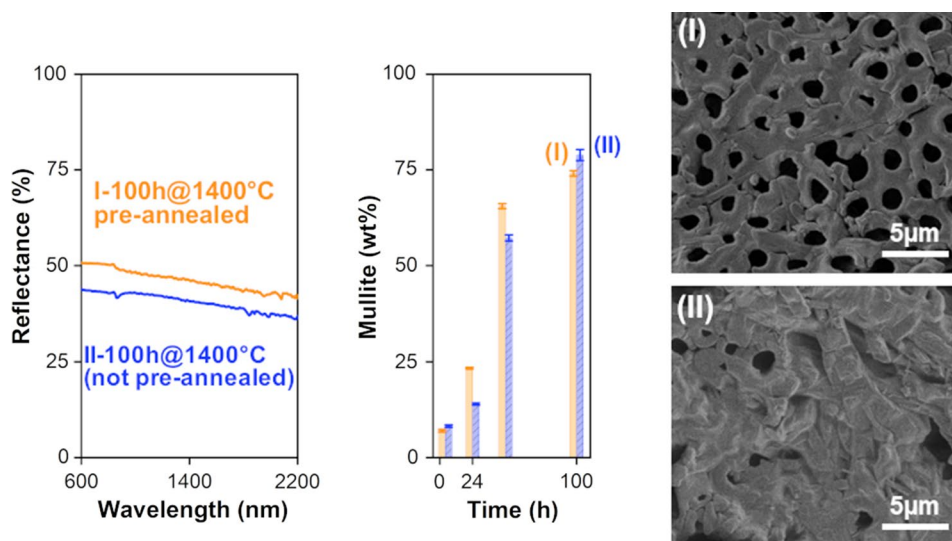 Reflectance (%)
100
75
50
25
0
I-100h@1400°C
pre-annealed
II-100h@1400°C
(not pre-annealed)
600
1400
2200
Wavelength (nm)
Mullite (wt%)
100
75
50
25
0
(I)
(II)
0
24
100
Time (h)
(I)
5µm
(II)
5µm